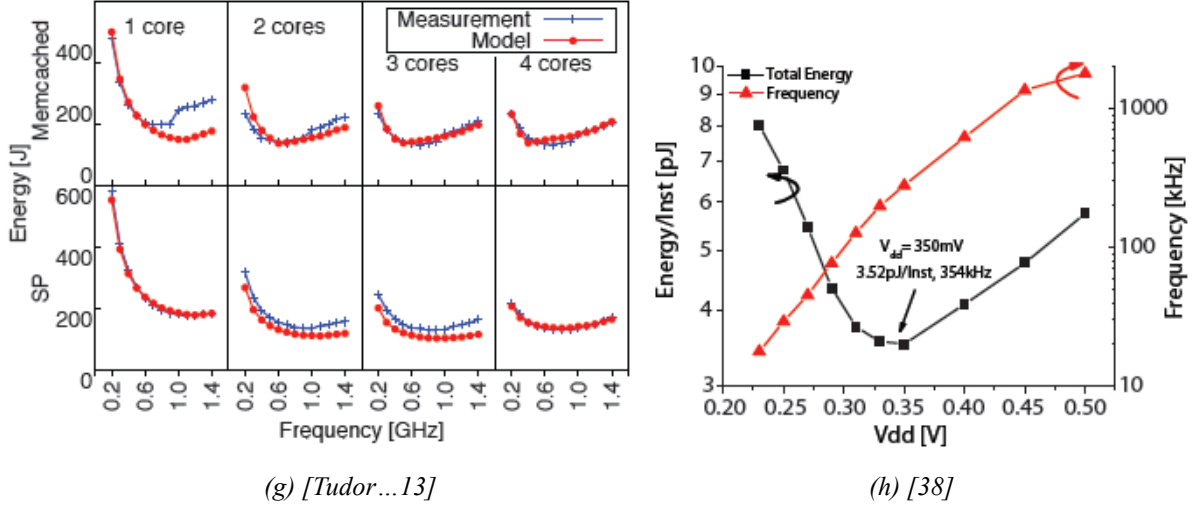 1 core
2 cores
3 cores
4 cores
Measurement
Model
Memcached
SP
Energy [J]
400
200
0
600
400
200
0
0.2
0.6
1.0
1.4
0.2
0.6
1.0
1.4
0.2
0.6
1.0
1.4
0.2
0.6
1.0
1.4
Frequency [GHz]
(g) [Tudor…13]
Total Energy
Frequency
Energy/Inst [pJ]
10
9
8
7
6
5
4
3
V_dd= 350mV
3.52pJ/Inst, 354kHz
1000
100
10
Frequency [kHz]
0.20
0.25
0.30
0.35
0.40
0.45
0.50
Vdd [V]
(h) [38]